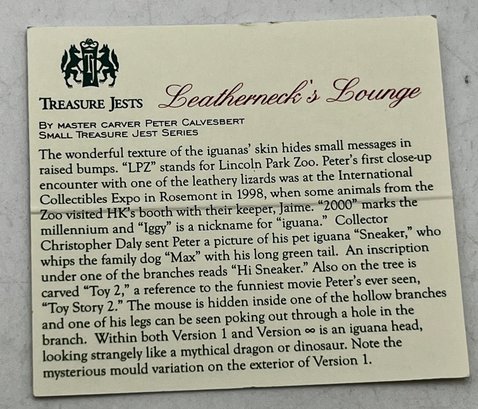 TJ
TREASURE JESTS
Leatherneck's Lounge
BY MASTER CARVER PETER CALVESBERT
SMALL TREASURE JEST SERIES
The wonderful texture of the iguanas' skin hides small messages in
raised bumps. "LPZ" stands for Lincoln Park Zoo. Peter's first close-up
encounter with one of the leathery lizards was at the International
Collectibles Expo in Rosemont in 1998, when some animals from the
Zoo visited HK's booth with their keeper, Jaime. "2000" marks the
millennium and "Iggy" is a nickname for "iguana." Collector
Christopher Daly sent Peter a picture of his pet iguana "Sneaker," who
whips the family dog "Max" with his long green tail. An inscription
under one of the branches reads "Hi Sneaker." Also on the tree is
carved "Toy 2," a reference to the funniest movie Peter's ever seen,
"Toy Story 2." The mouse is hidden inside one of the hollow branches
and one of his legs can be seen poking out through a hole in the
branch. Within both Version 1 and Version ∞ is an iguana head,
looking strangely like a mythical dragon or dinosaur. Note the
mysterious mould variation on the exterior of Version 1.